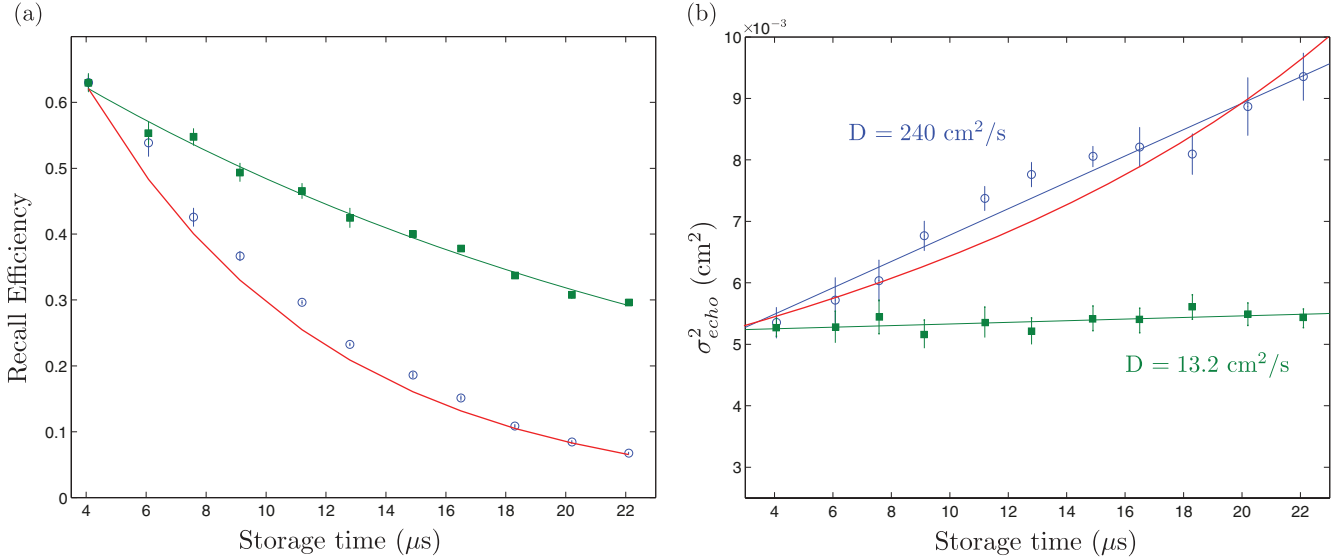 (a)
0.6
0.5
0.4
0.3
0.2
0.1
0
4 6 8 10 12 14 16 18 20 22
Recall Efficiency
Storage time (μs)
(b)
×10⁻³
10
9
8
7
6
5
4
3
4 6 8 10 12 14 16 18 20 22
σ²echo (cm²)
Storage time (μs)
D = 240 cm²/s
D = 13.2 cm²/s